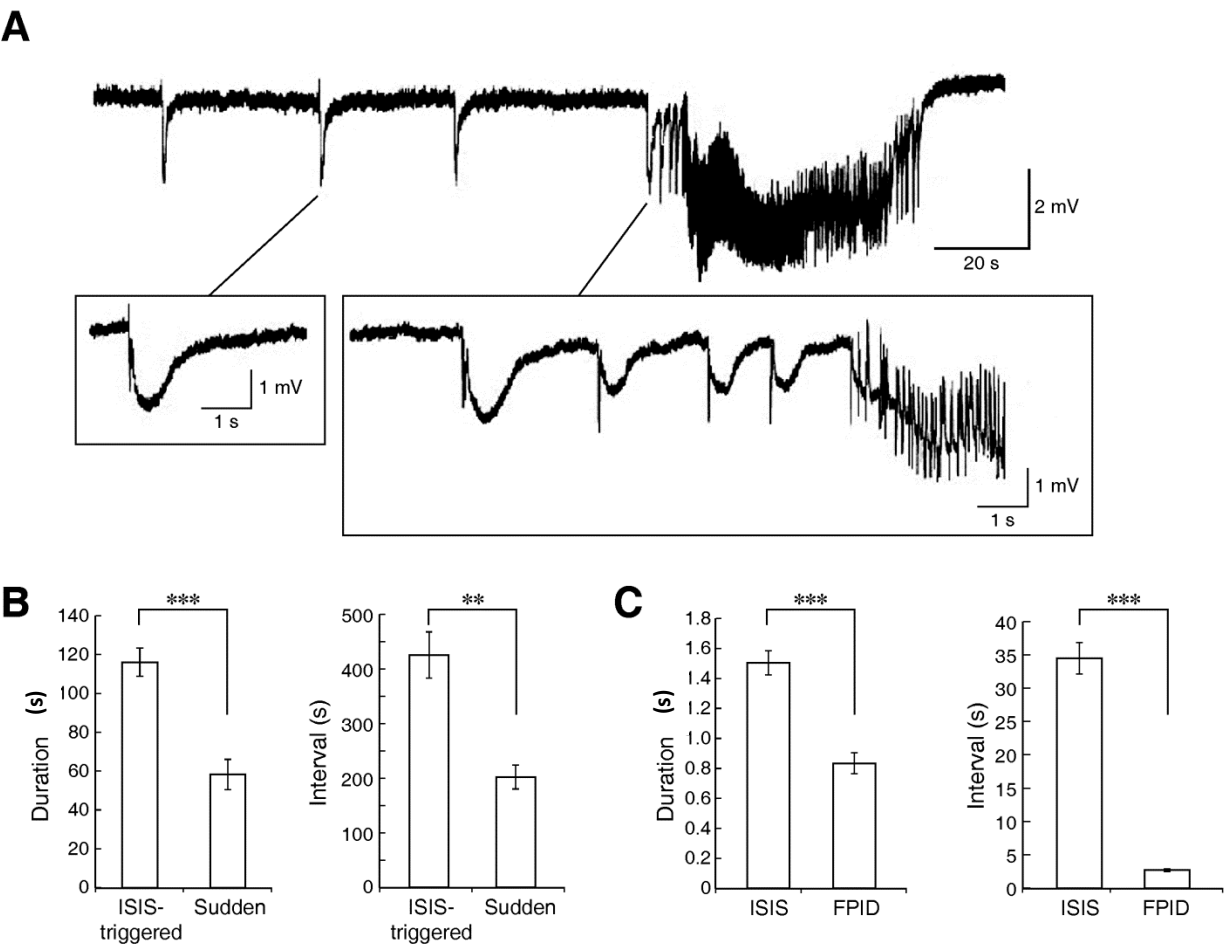 A
2 mV
20 s
1 mV
1 s
1 mV
1 s
B
***
140
120
100
80
60
40
20
0
Duration (s)
ISIS-
triggered
Sudden
**
500
400
300
200
100
0
Interval (s)
ISIS-
triggered
Sudden
C
***
1.8
1.6
1.4
1.2
1.0
0.8
0.6
0.4
0.2
0
Duration (s)
ISIS
FPID
***
40
35
30
25
20
15
10
5
0
Interval (s)
ISIS
FPID